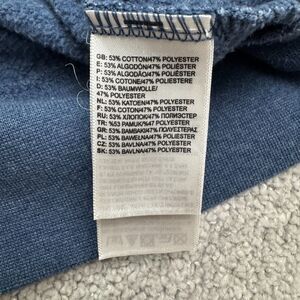 GB: 53% COTTON/47% POLYESTER
E: 53% ALGODÓN/47% POLIÉSTER
P: 53% ALGODÃO/47% POLIÉSTER
I: 53% COTONE/47% POLIESTERE
D: 53% BAUMWOLLE/
47% POLYESTER
NL: 53% KATOEN/47% POLYESTER
F: 53% COTON/47% POLYESTER
RU: 53% ХЛОПОК/47% ПОЛИЭСТЕР
TR: %53 PAMUK/%47 POLYESTER
GR: 53% ΒΑΜΒΑΚΙ/47% ΠΟΛΥΕΣΤΕΡΑΣ
PL: 53% BAWEŁNA/47% POLIESTER
CZ: 53% BAVLNA/47% POLYESTER
SK: 53% BAVLNA/47% POLYESTER